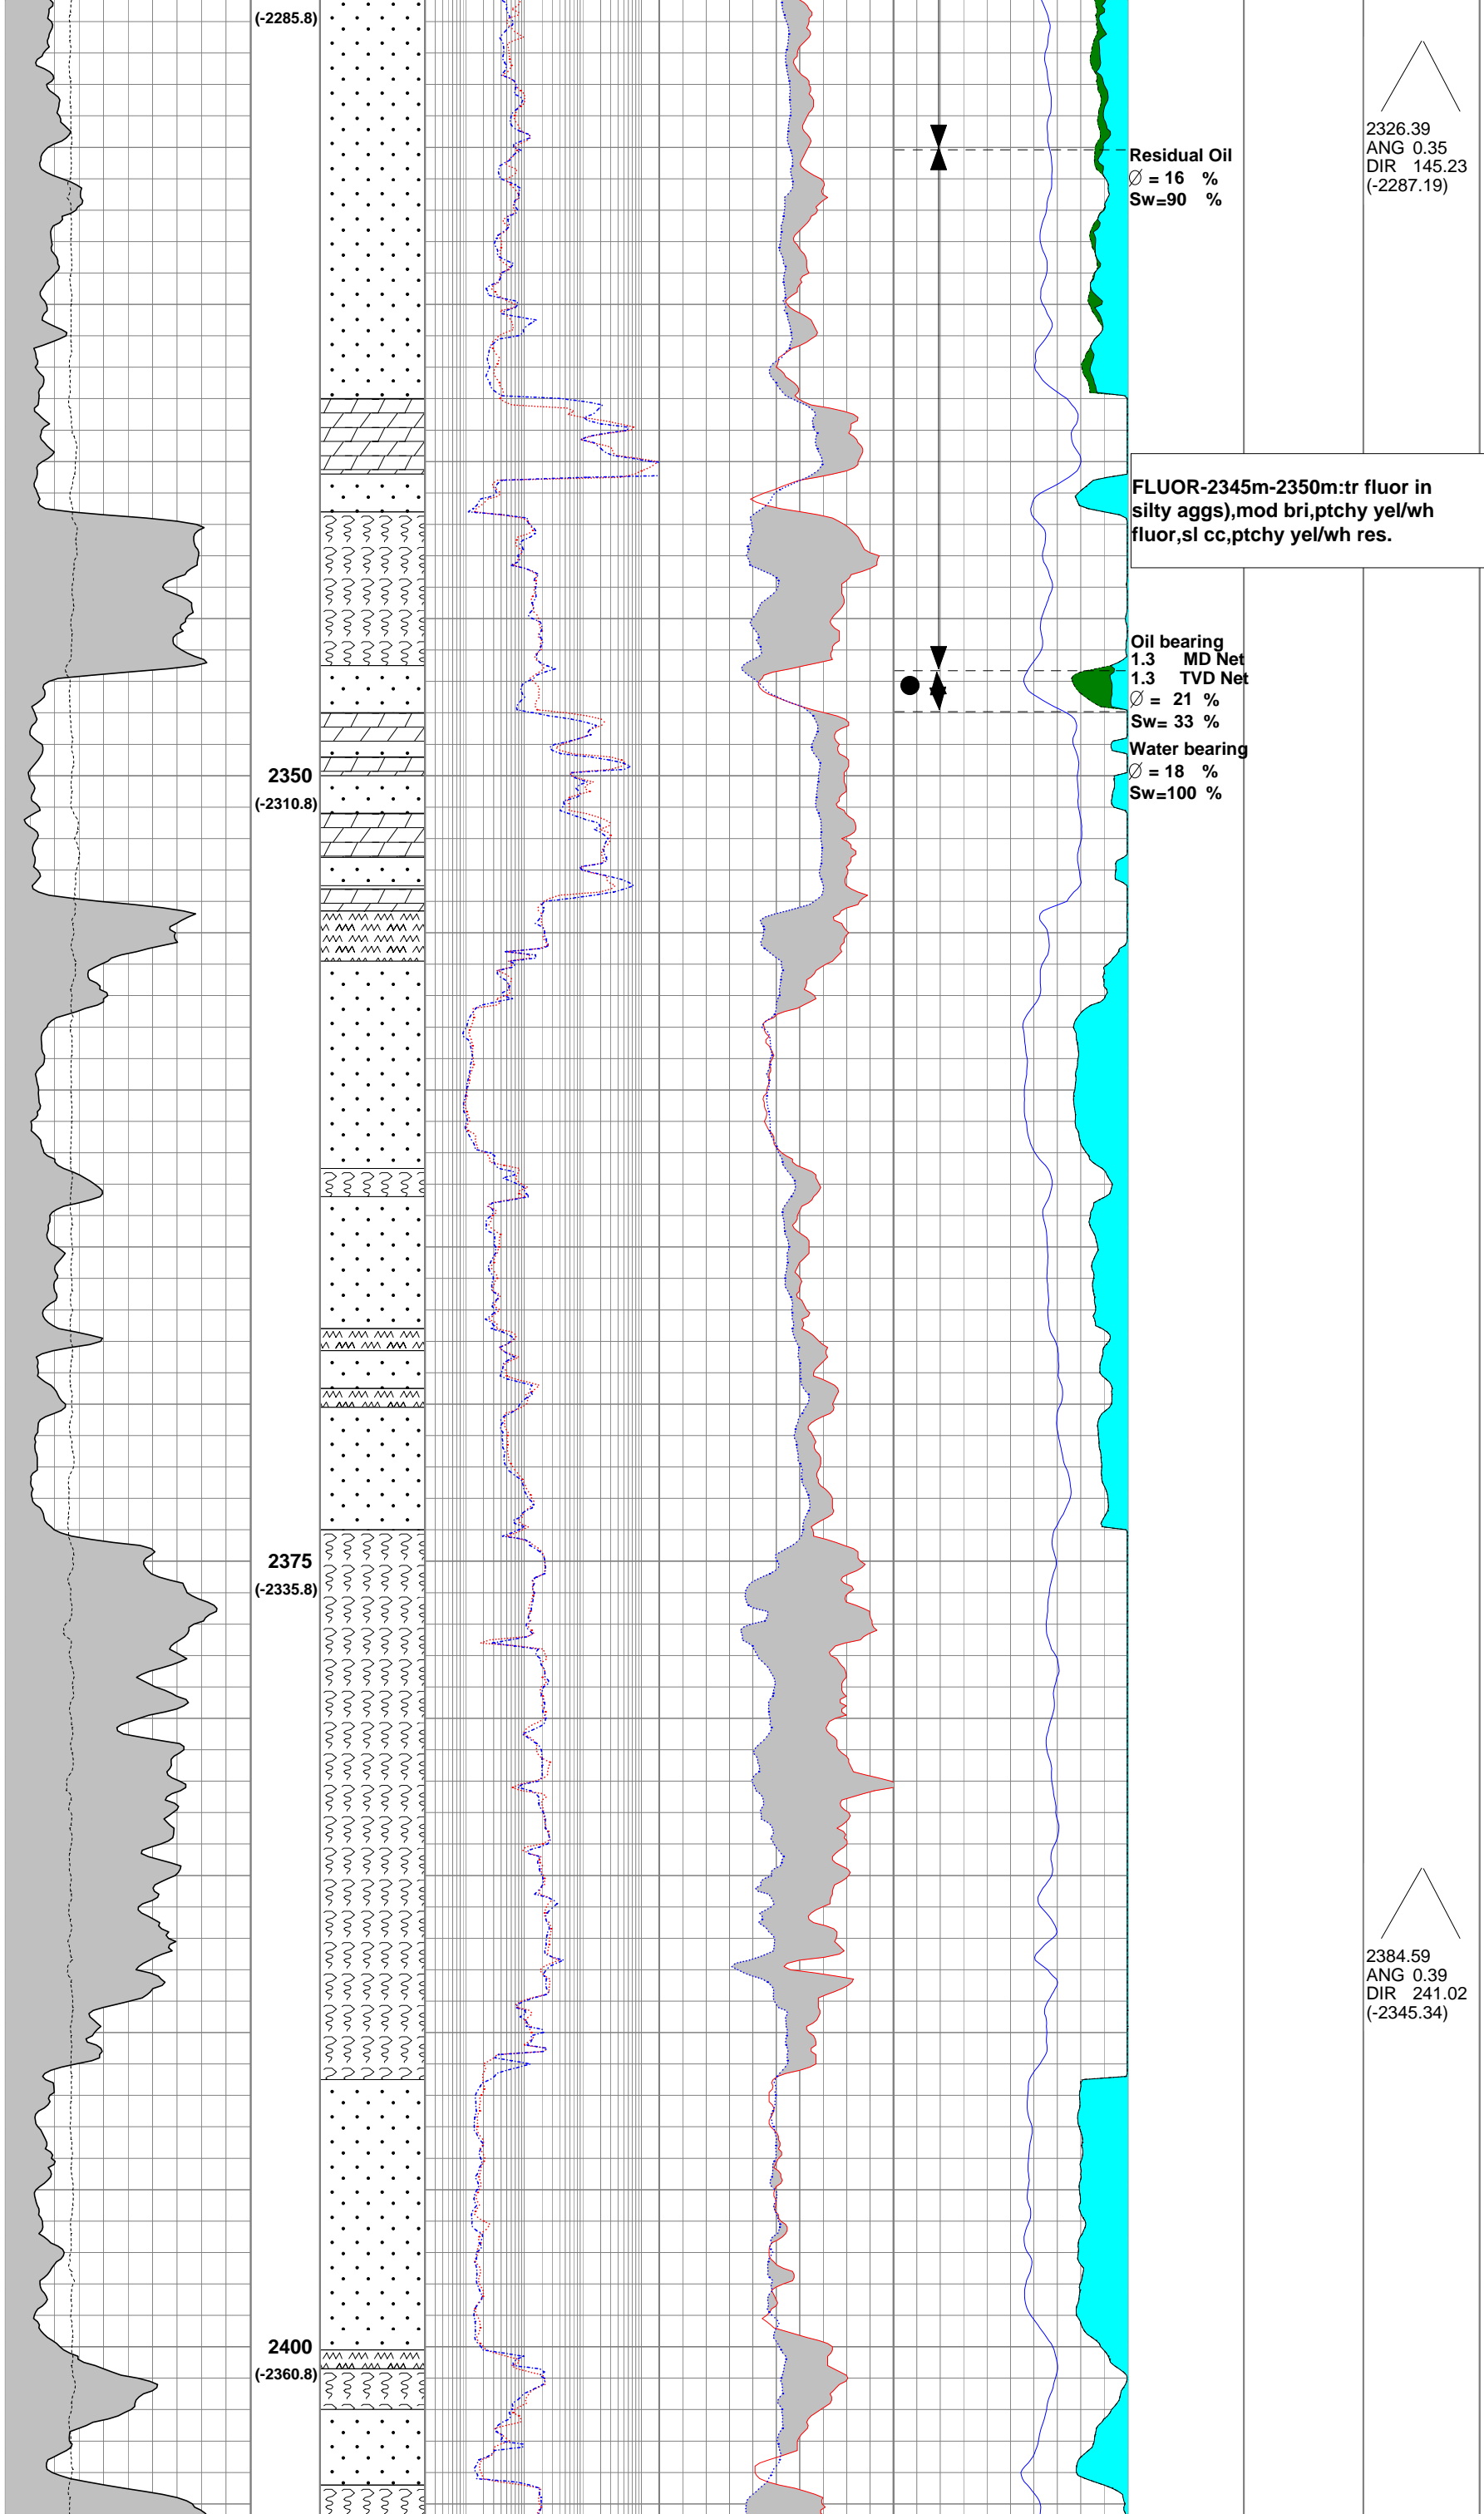 (-2285.8)
2326.39
ANG 0.35
DIR 145.23
(-2287.19)
Residual Oil
Ø = 16 %
Sw=90 %
FLUOR-2345m-2350m:tr fluor in
silty aggs),mod bri,ptchy yel/wh
fluor,sl cc,ptchy yel/wh res.
Oil bearing
1.3 MD Net
1.3 TVD Net
Ø = 21 %
Sw= 33 %
Water bearing
Ø = 18 %
Sw=100 %
2350
(-2310.8)
2375
(-2335.8)
2384.59
ANG 0.39
DIR 241.02
(-2345.34)
2400
(-2360.8)